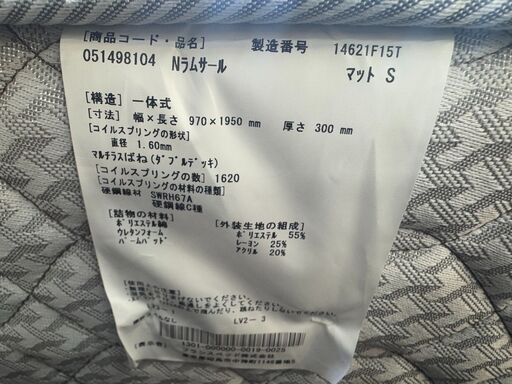 [商品コード・品名] 製造番号 14621F15T
051498104 Nラムサール マット S
[構造] 一体式
[寸法] 幅×長さ 970×1950 mm 厚さ 300 mm
[コイルスプリングの形状]
直径 1.60mm
マルチラスばね(ダブルデッキ)
[コイルスプリングの数] 1620
[コイルスプリングの材料の種類]
硬鋼線材 SWRH67A
硬鋼線C種
[詰物の材料] [外装生地の組成]
ポリエステル綿 ポリエステル 55%
ウレタンフォーム レーヨン 25%
パームパッド アクリル 20%
LV2- 3